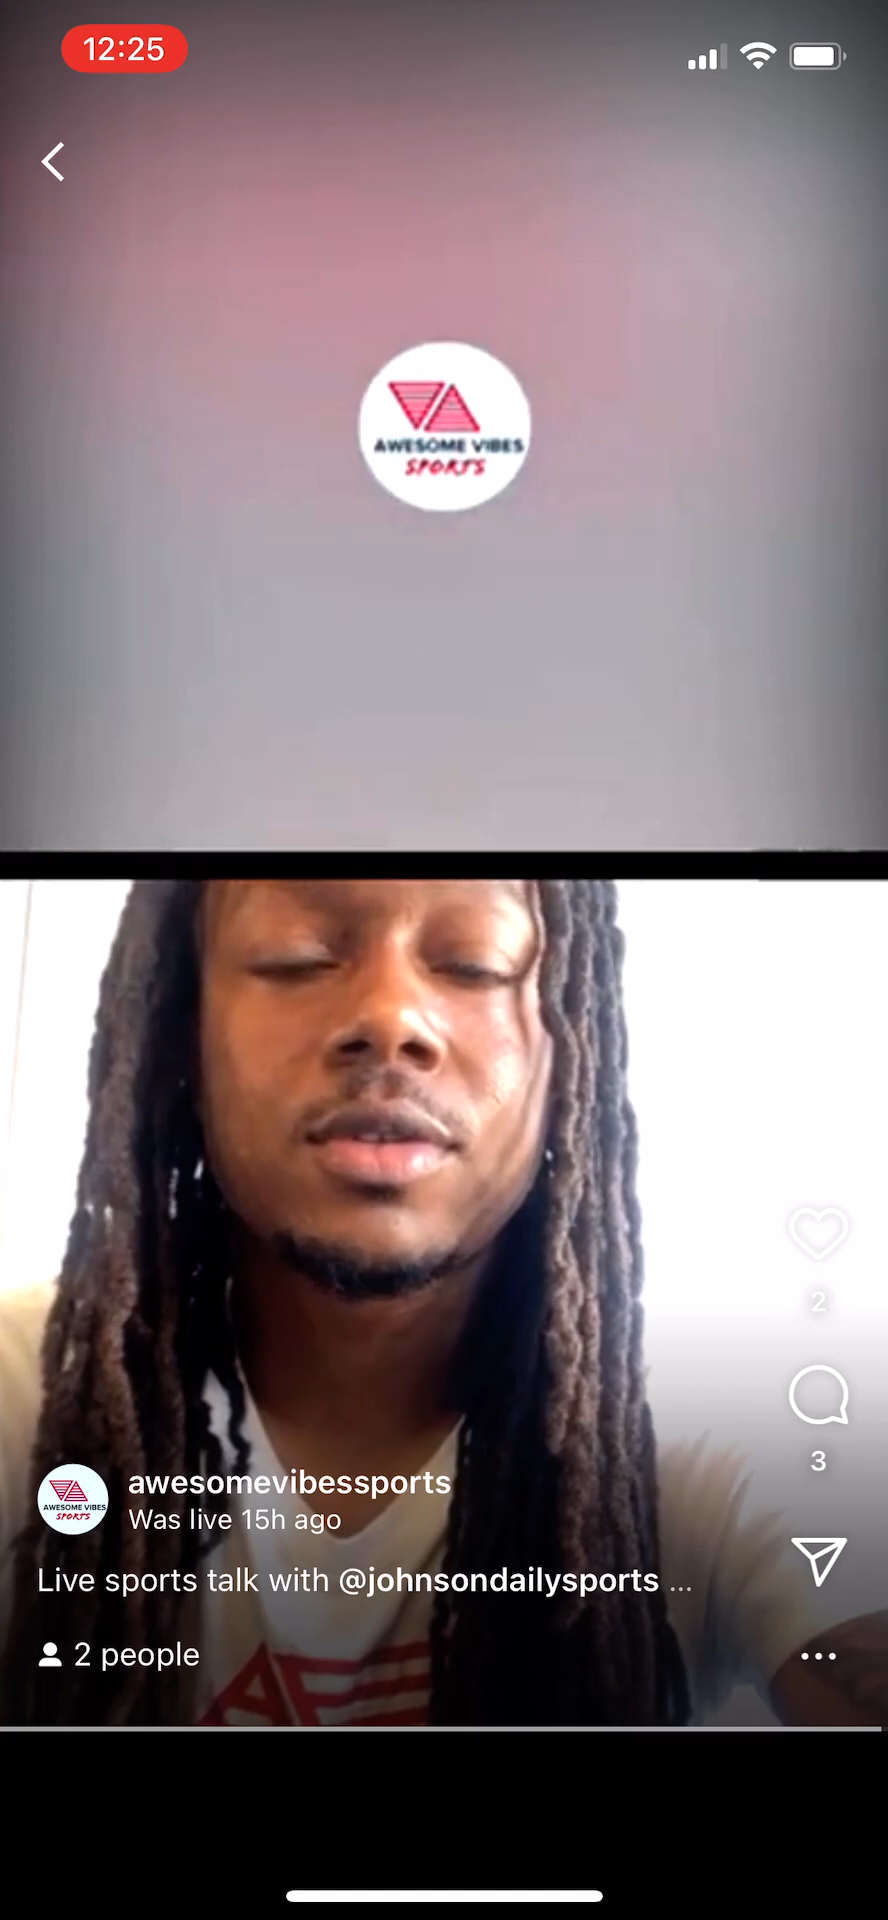 12:25
AWESOME VIBES
SPORTS
2
3
AWESOME VIBES
SPORTS
awesomevibessports
Was live 15h ago
Live sports talk with @johnsondailysports ...
2 people